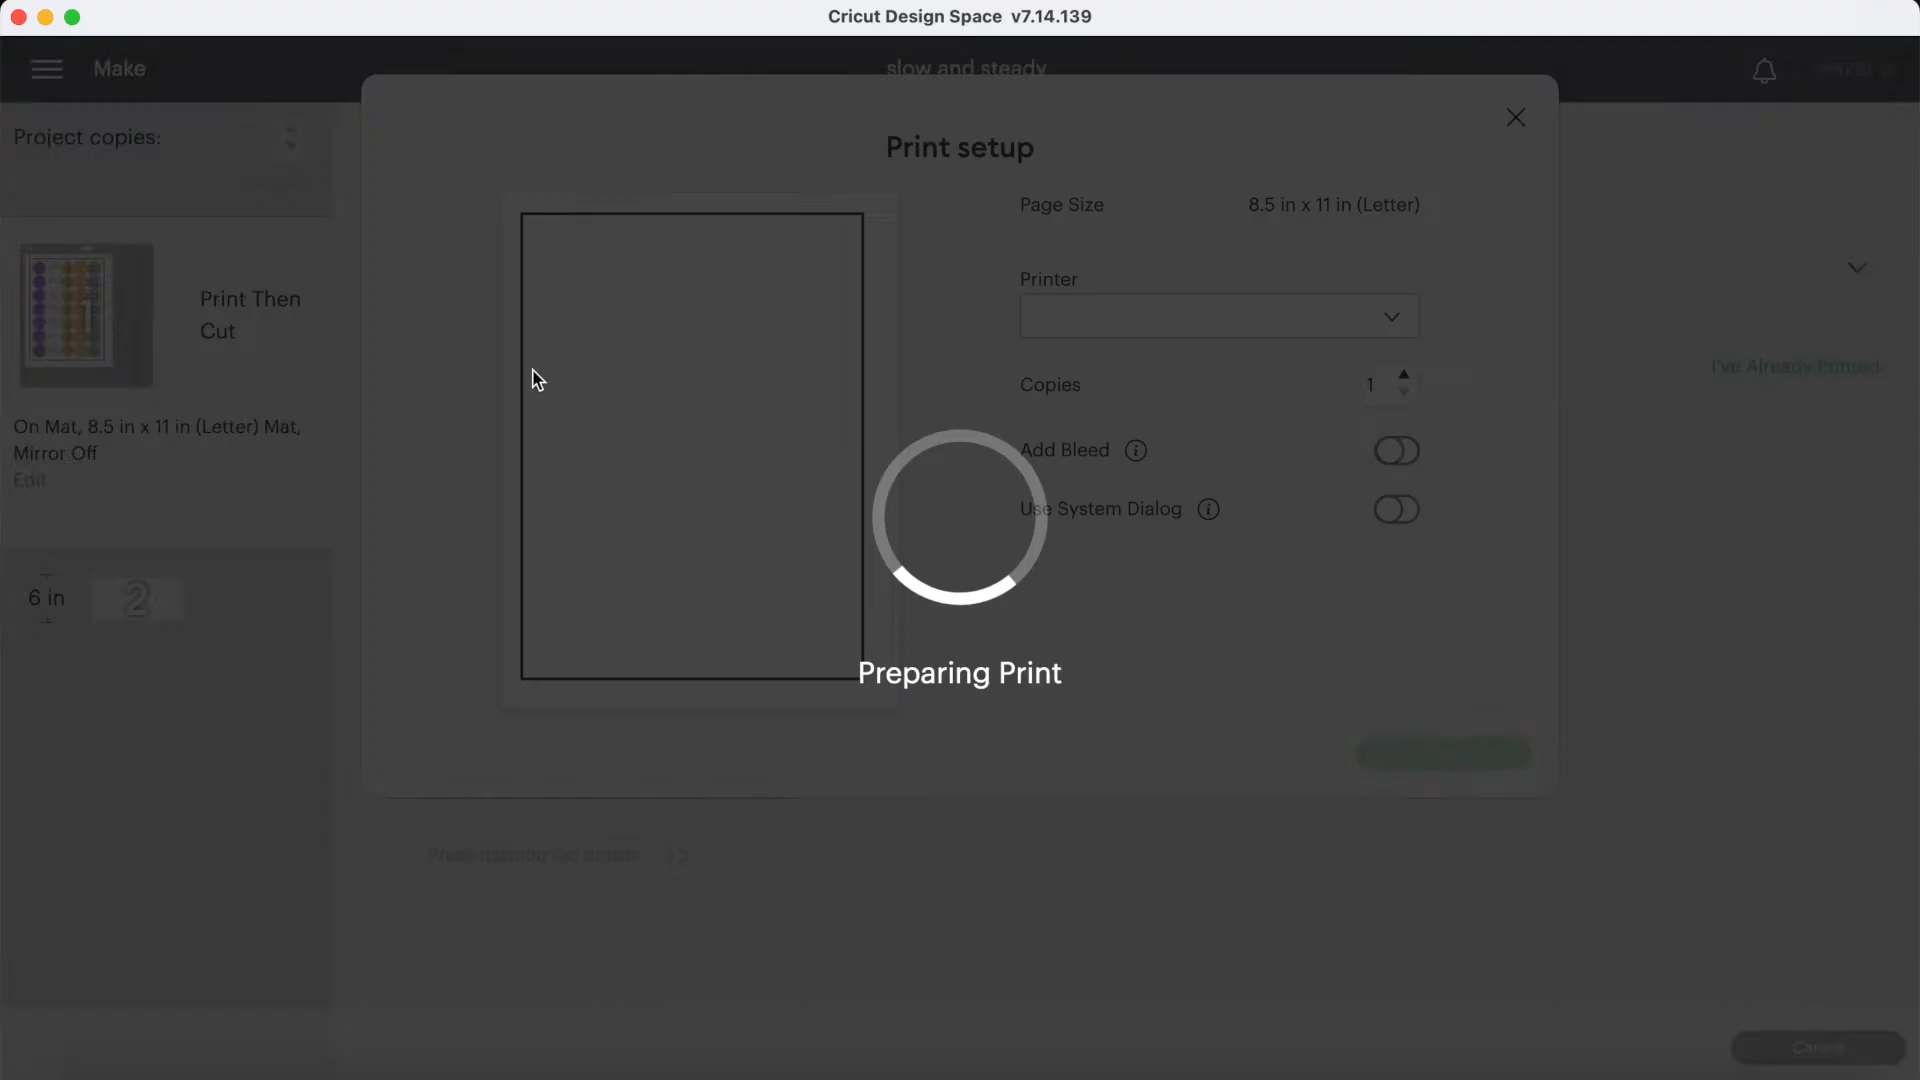 Cricut Design Space v7.14.139
Make
slow and steady
Project copies:
Print setup
Page Size
8.5 in x 11 in (Letter)
Printer
Print Then
Cut
I've Already Printed
Copies
1
On Mat, 8.5 in x 11 in (Letter) Mat,
Mirror Off
Edit
Add Bleed
Use System Dialog
6 in
2
Preparing Print
Cancel